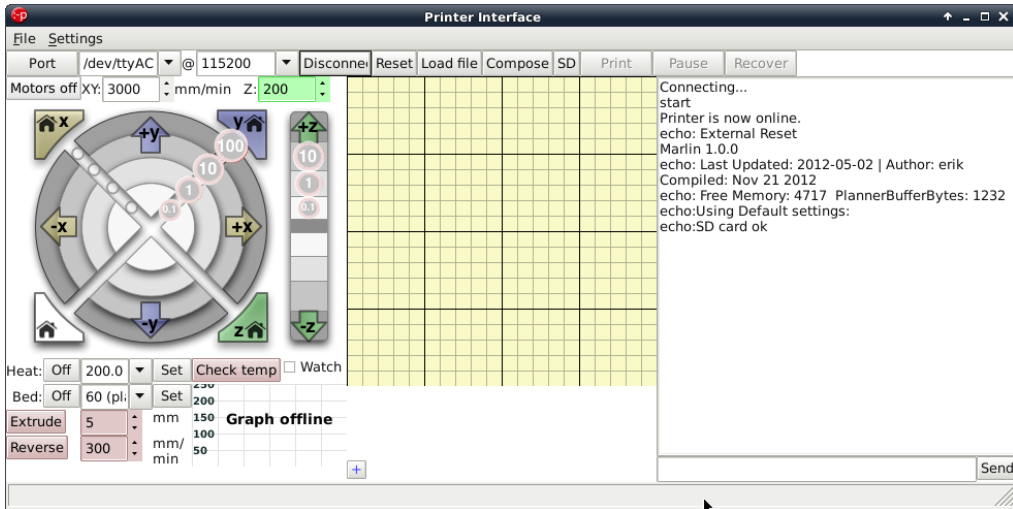 Printer Interface
File Settings
Port /dev/ttyAC @ 115200 Disconne Reset Load file Compose SD Print Pause Recover
Motors off XY: 3000 mm/min Z: 200
x +y y +z
100 10
10 1
1 0.1
0.1
-x +x
-y z -z
Heat: Off 200.0 Set Check temp Watch
Bed: Off 60 (pla Set
Extrude 5 mm
Reverse 300 mm/
min
250
200
150 Graph offline
100
50
+
Connecting...
start
Printer is now online.
echo: External Reset
Marlin 1.0.0
echo: Last Updated: 2012-05-02 | Author: erik
Compiled: Nov 21 2012
echo: Free Memory: 4717  PlannerBufferBytes: 1232
echo:Using Default settings:
echo:SD card ok
Send